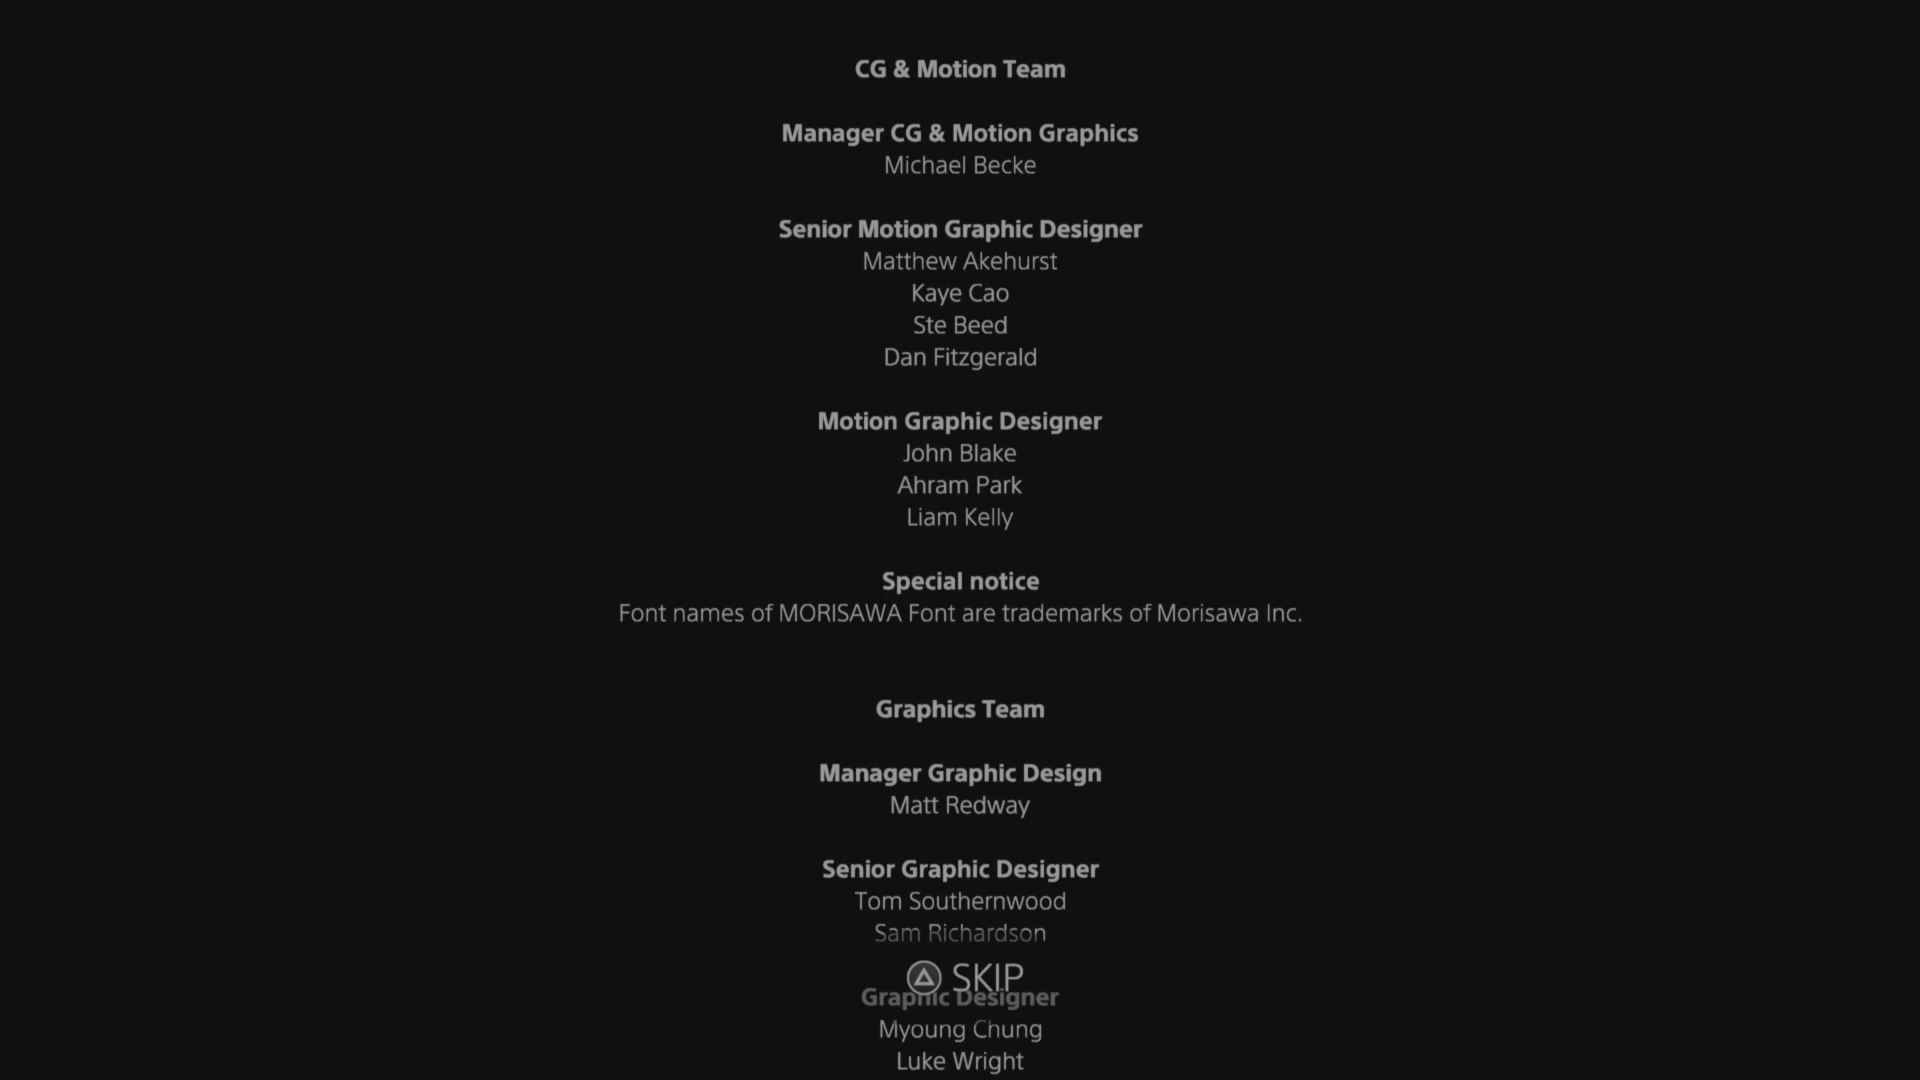 CG & Motion Team
Manager CG & Motion Graphics
Michael Becke
Senior Motion Graphic Designer
Matthew Akehurst
Kaye Cao
Ste Beed
Dan Fitzgerald
Motion Graphic Designer
John Blake
Ahram Park
Liam Kelly
Special notice
Font names of MORISAWA Font are trademarks of Morisawa Inc.
Graphics Team
Manager Graphic Design
Matt Redway
Senior Graphic Designer
Tom Southernwood
Sam Richardson
SKIP
Graphic Designer
Myoung Chung
Luke Wright